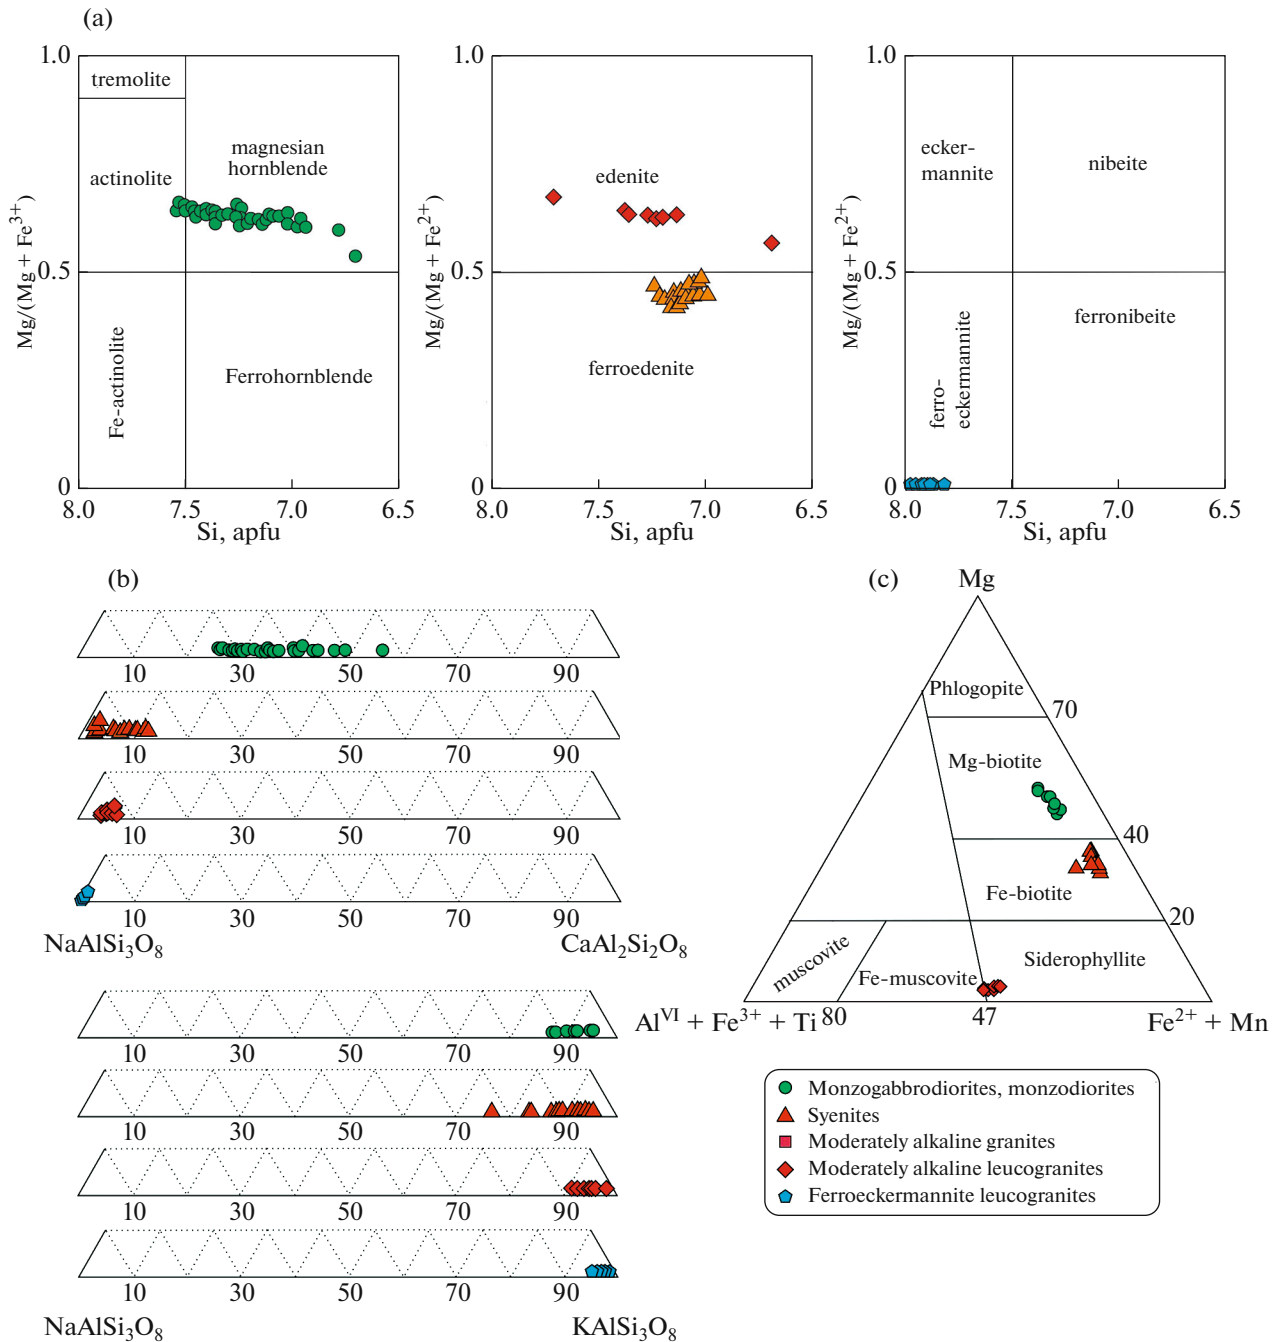 (a)
1.0
tremolite
actinolite
magnesian
hornblende
0.5
Fe-actinolite
Ferrohornblende
0
8.0 7.5 7.0 6.5
Si, apfu
Mg/(Mg + Fe³⁺)
1.0
edenite
0.5
ferroedenite
0
7.5 7.0 6.5
Si, apfu
Mg/(Mg + Fe²⁺)
1.0
ecker-
mannite
nibeite
0.5
ferro-
eckermannite
ferronibeite
0
8.0 7.5 7.0 6.5
Si, apfu
Mg/(Mg + Fe²⁺)
(b)
10 30 50 70 90
10 30 50 70 90
10 30 50 70 90
10 30 50 70 90
NaAlSi₃O₈ CaAl₂Si₂O₈
10 30 50 70 90
10 30 50 70 90
10 30 50 70 90
10 30 50 70 90
NaAlSi₃O₈ KAlSi₃O₈
(c)
Mg
Phlogopite
70
Mg-biotite
40
Fe-biotite
20
muscovite
Fe-muscovite
Siderophyllite
Alⱽᴵ + Fe³⁺ + Ti 80 47 Fe²⁺ + Mn
Monzogabbrodiorites, monzodiorites
Syenites
Moderately alkaline granites
Moderately alkaline leucogranites
Ferroeckermannite leucogranites